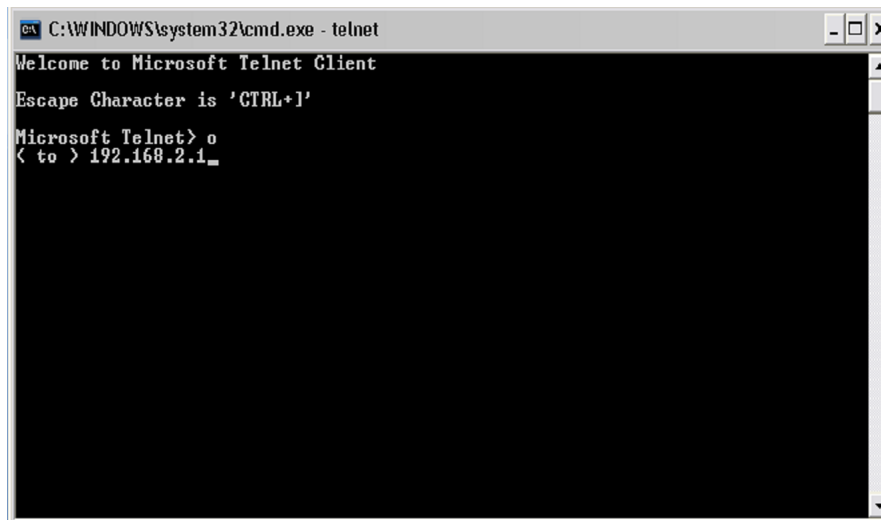 C:\WINDOWS\system32\cmd.exe - telnet
Welcome to Microsoft Telnet Client
Escape Character is 'CTRL+]'
Microsoft Telnet> o
( to ) 192.168.2.1_